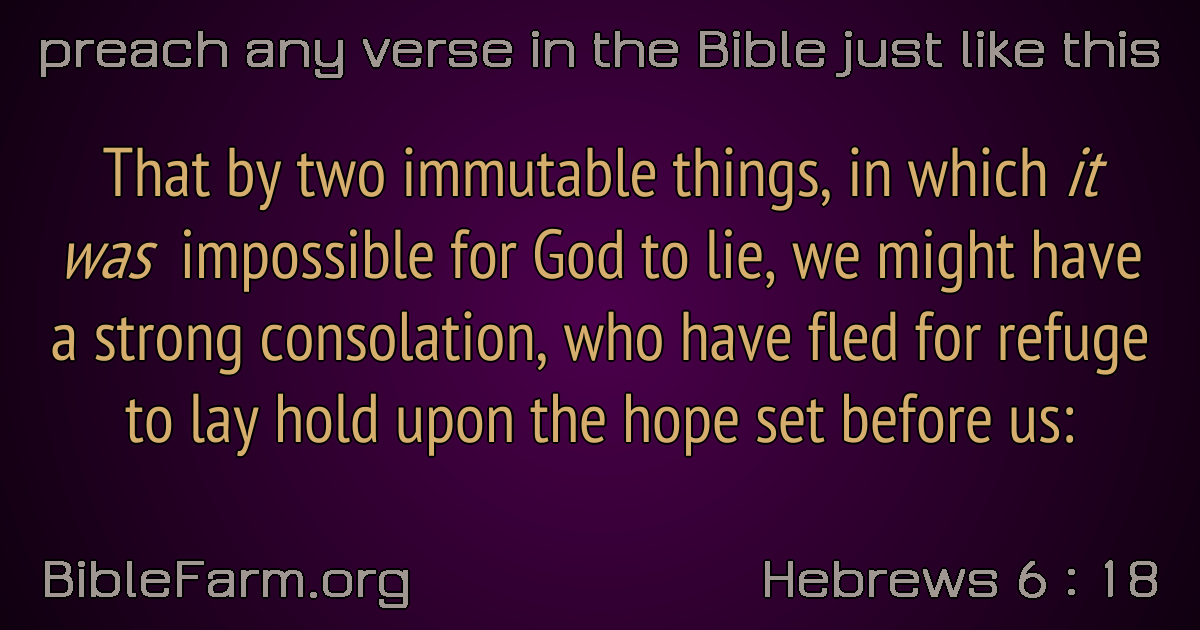 preach any verse in the Bible just like this
That by two immutable things, in which it
was impossible for God to lie, we might have
a strong consolation, who have fled for refuge
to lay hold upon the hope set before us:
BibleFarm.org
Hebrews 6 : 18